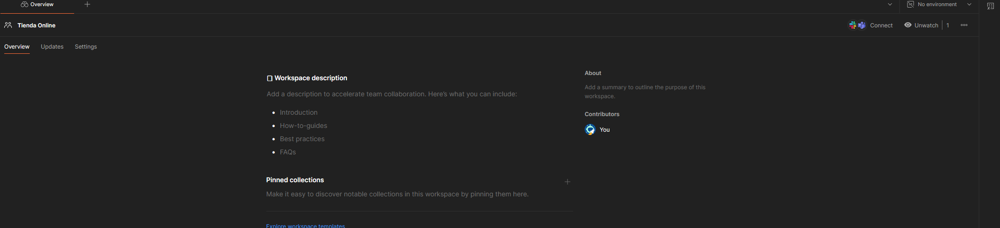 Overview
No environment
Tienda Online
Connect
Unwatch
1
Overview
Updates
Settings
Workspace description
Add a description to accelerate team collaboration. Here's what you can include:
Introduction
How-to-guides
Best practices
FAQs
Pinned collections
Make it easy to discover notable collections in this workspace by pinning them here.
Explore workspace templates
About
Add a summary to outline the purpose of this
workspace.
Contributors
You